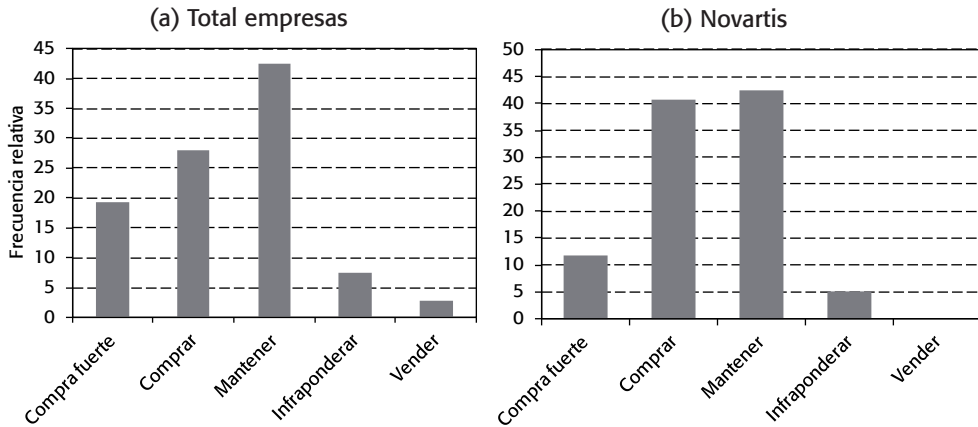 (a) Total empresas
Frecuencia relativa
45
40
35
30
25
20
15
10
5
0
Compra fuerte
Comprar
Mantener
Infraponderar
Vender
(b) Novartis
50
45
40
35
30
25
20
15
10
5
0
Compra fuerte
Comprar
Mantener
Infraponderar
Vender